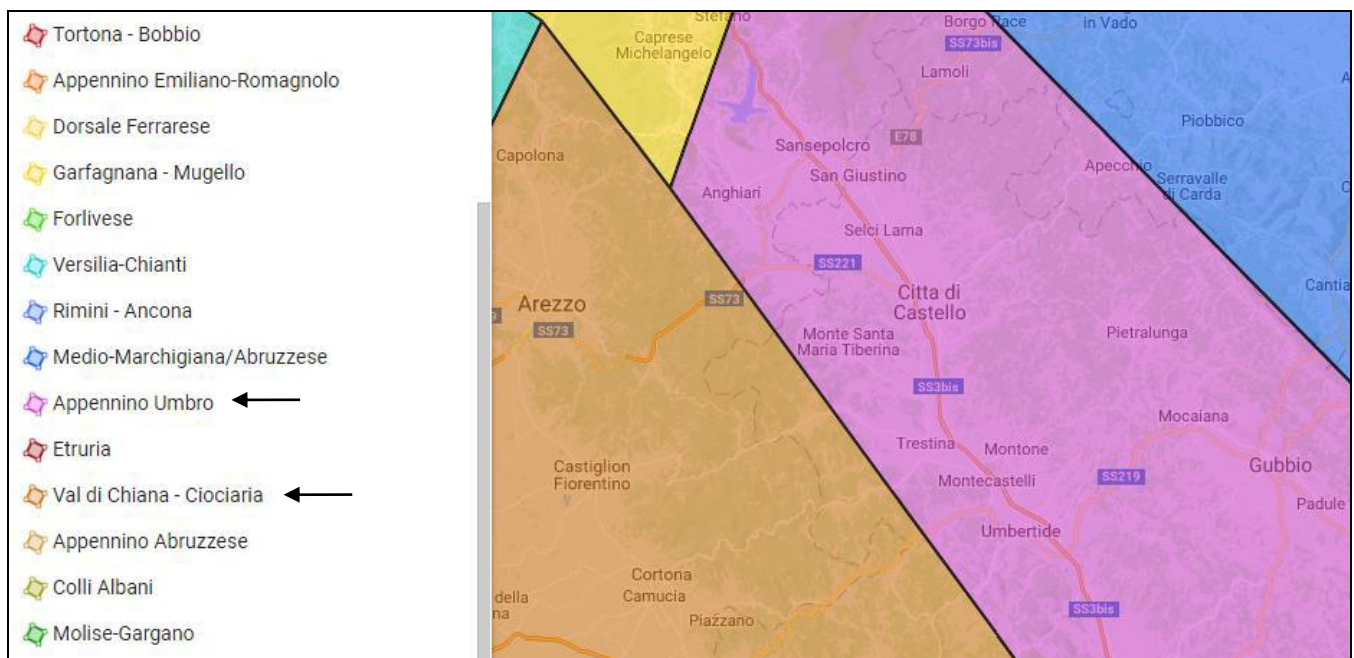 Tortona - Bobbio
Appennino Emiliano-Romagnolo
Dorsale Ferrarese
Garfagnana - Mugello
Forlivese
Versilia-Chianti
Rimini - Ancona
Medio-Marchigiana/Abruzzese
Appennino Umbro
Etruria
Val di Chiana - Ciociaria
Appennino Abruzzese
Colli Albani
Molise-Gargano
Stefano
Borgo Pace
in Vado
Caprese
Michelangelo
SS73bis
Lamoli
Piobbico
E78
Sansepolcro
Capolona
San Giustino
Apecchio
Serravalle
di Carda
Anghiari
Selci Lama
SS221
Citta di
Castello
Cantia
Arezzo
SS73
SS73
Monte Santa
Maria Tiberina
Pietralunga
SS3bis
Mocaiana
Trestina
Montone
Gubbio
Castiglion
Fiorentino
Montecastelli
SS219
Padule
Umbertide
Cortona
Camucia
della
na
Piazzano
SS3bis